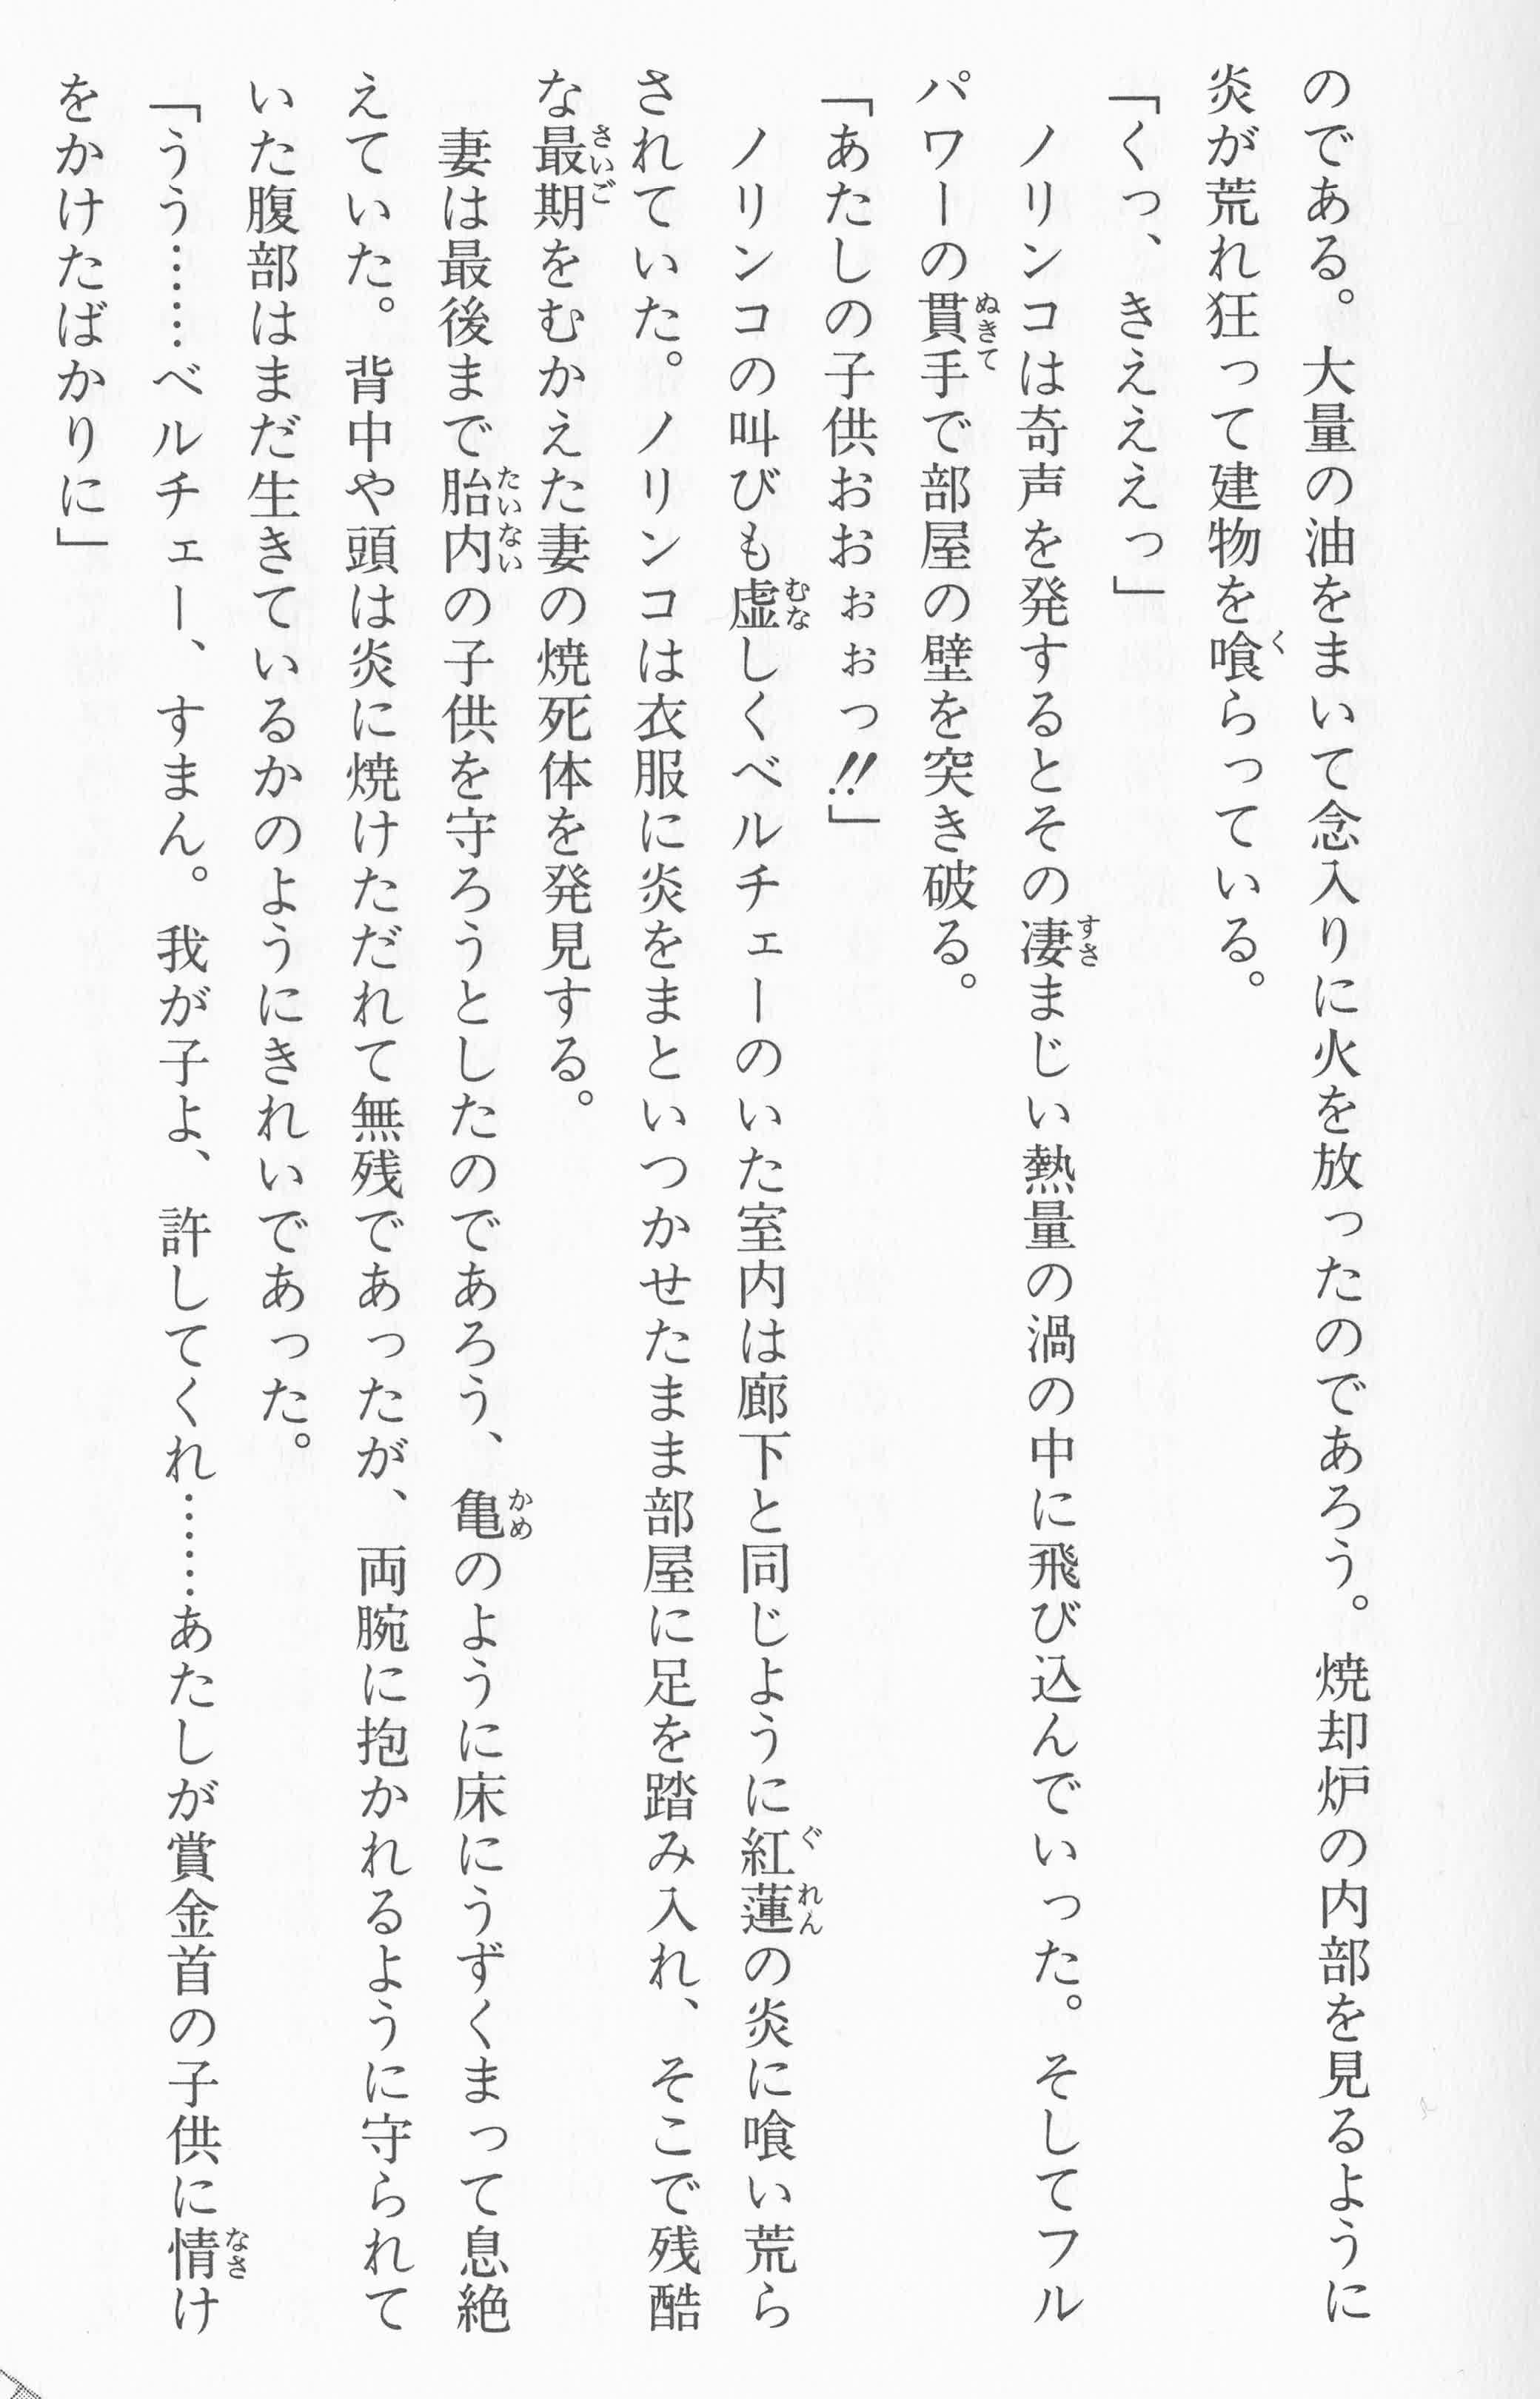 のである。大量の油をまいて念入りに火を放ったのであろう。焼却炉の内部を見るように
炎が荒れ狂って建物を喰らっている。
「くっ、きえええっ」
ノリンコは奇声を発するとその凄まじい熱量の渦の中に飛び込んでいった。そしてフル
パワーの貫手で部屋の壁を突き破る。
「あたしの子供おおぉぉっ!!」
ノリンコの叫びも虚しくベルチェーのいた室内は廊下と同じように紅蓮の炎に喰い荒ら
されていた。ノリンコは衣服に炎をまといつかせたまま部屋に足を踏み入れ、そこで残酷
な最期をむかえた妻の焼死体を発見する。
妻は最後まで胎内の子供を守ろうとしたのであろう、亀のように床にうずくまって息絶
えていた。背中や頭は炎に焼けただれて無残であったが、両腕に抱かれるように守られて
いた腹部はまだ生きているかのようにきれいであった。
「うう……ベルチェー、すまん。我が子よ、許してくれ……あたしが賞金首の子供に情け
をかけたばかりに」